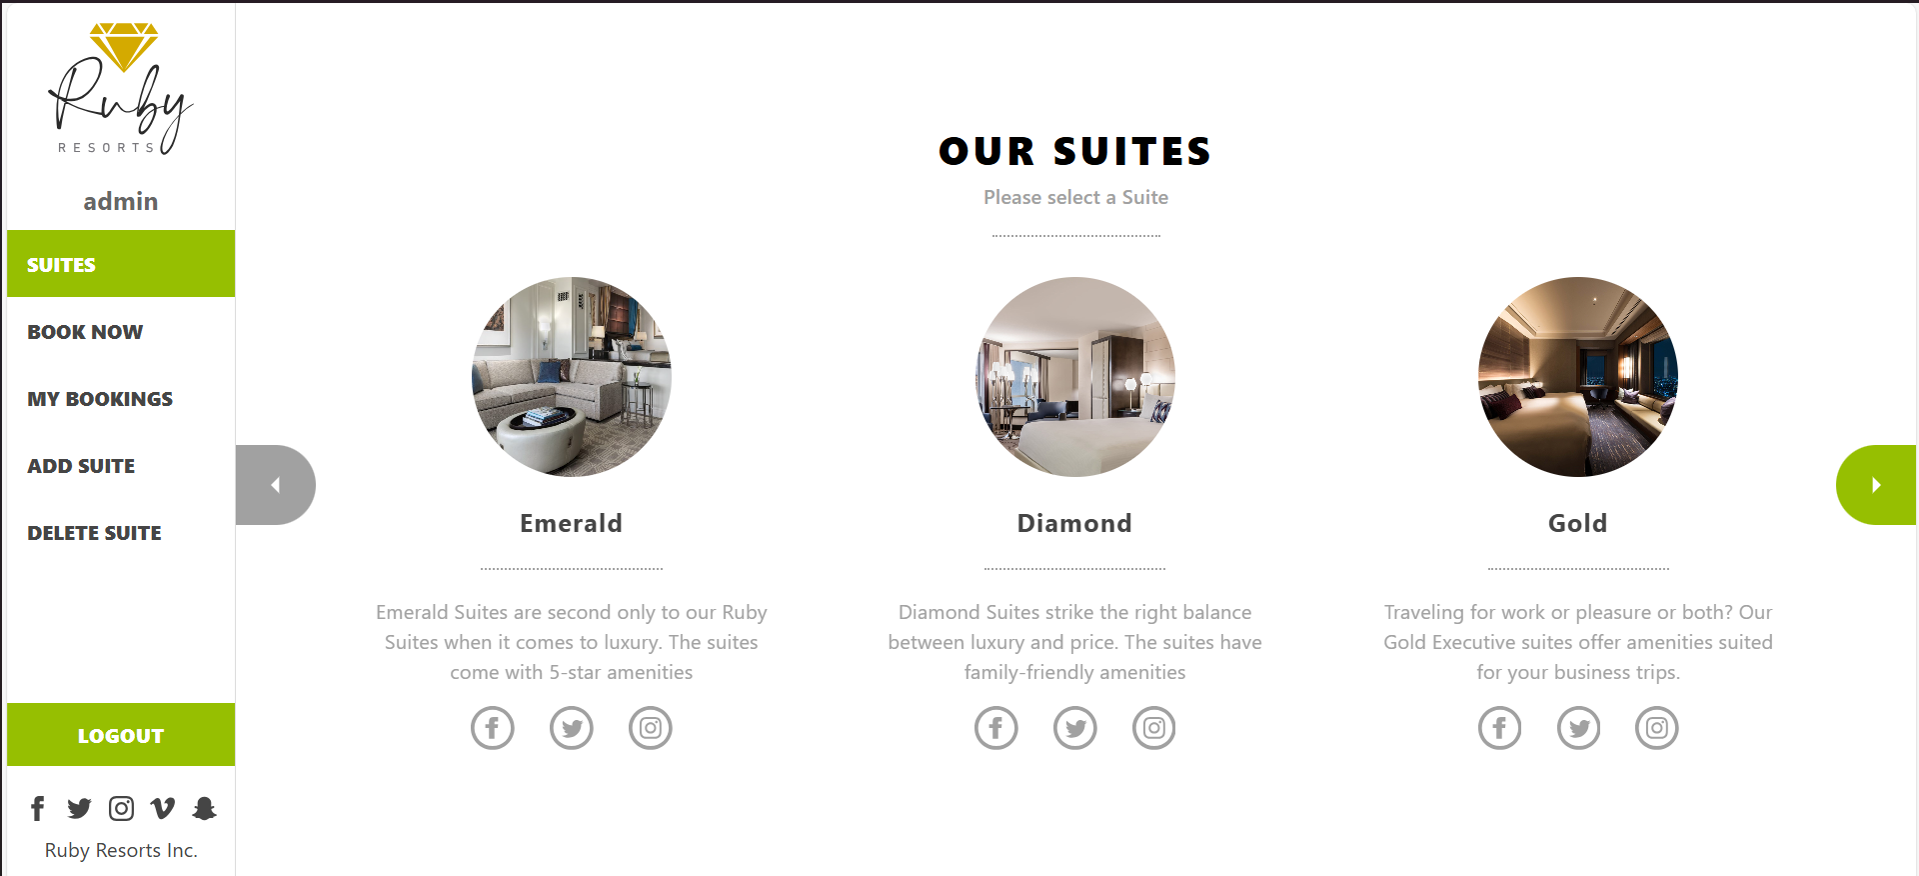 Ruby
RESORTS
admin
SUITES
BOOK NOW
MY BOOKINGS
ADD SUITE
DELETE SUITE
LOGOUT
Ruby Resorts Inc.
OUR SUITES
Please select a Suite
Emerald
Emerald Suites are second only to our Ruby
Suites when it comes to luxury. The suites
come with 5-star amenities
Diamond
Diamond Suites strike the right balance
between luxury and price. The suites have
family-friendly amenities
Gold
Traveling for work or pleasure or both? Our
Gold Executive suites offer amenities suited
for your business trips.